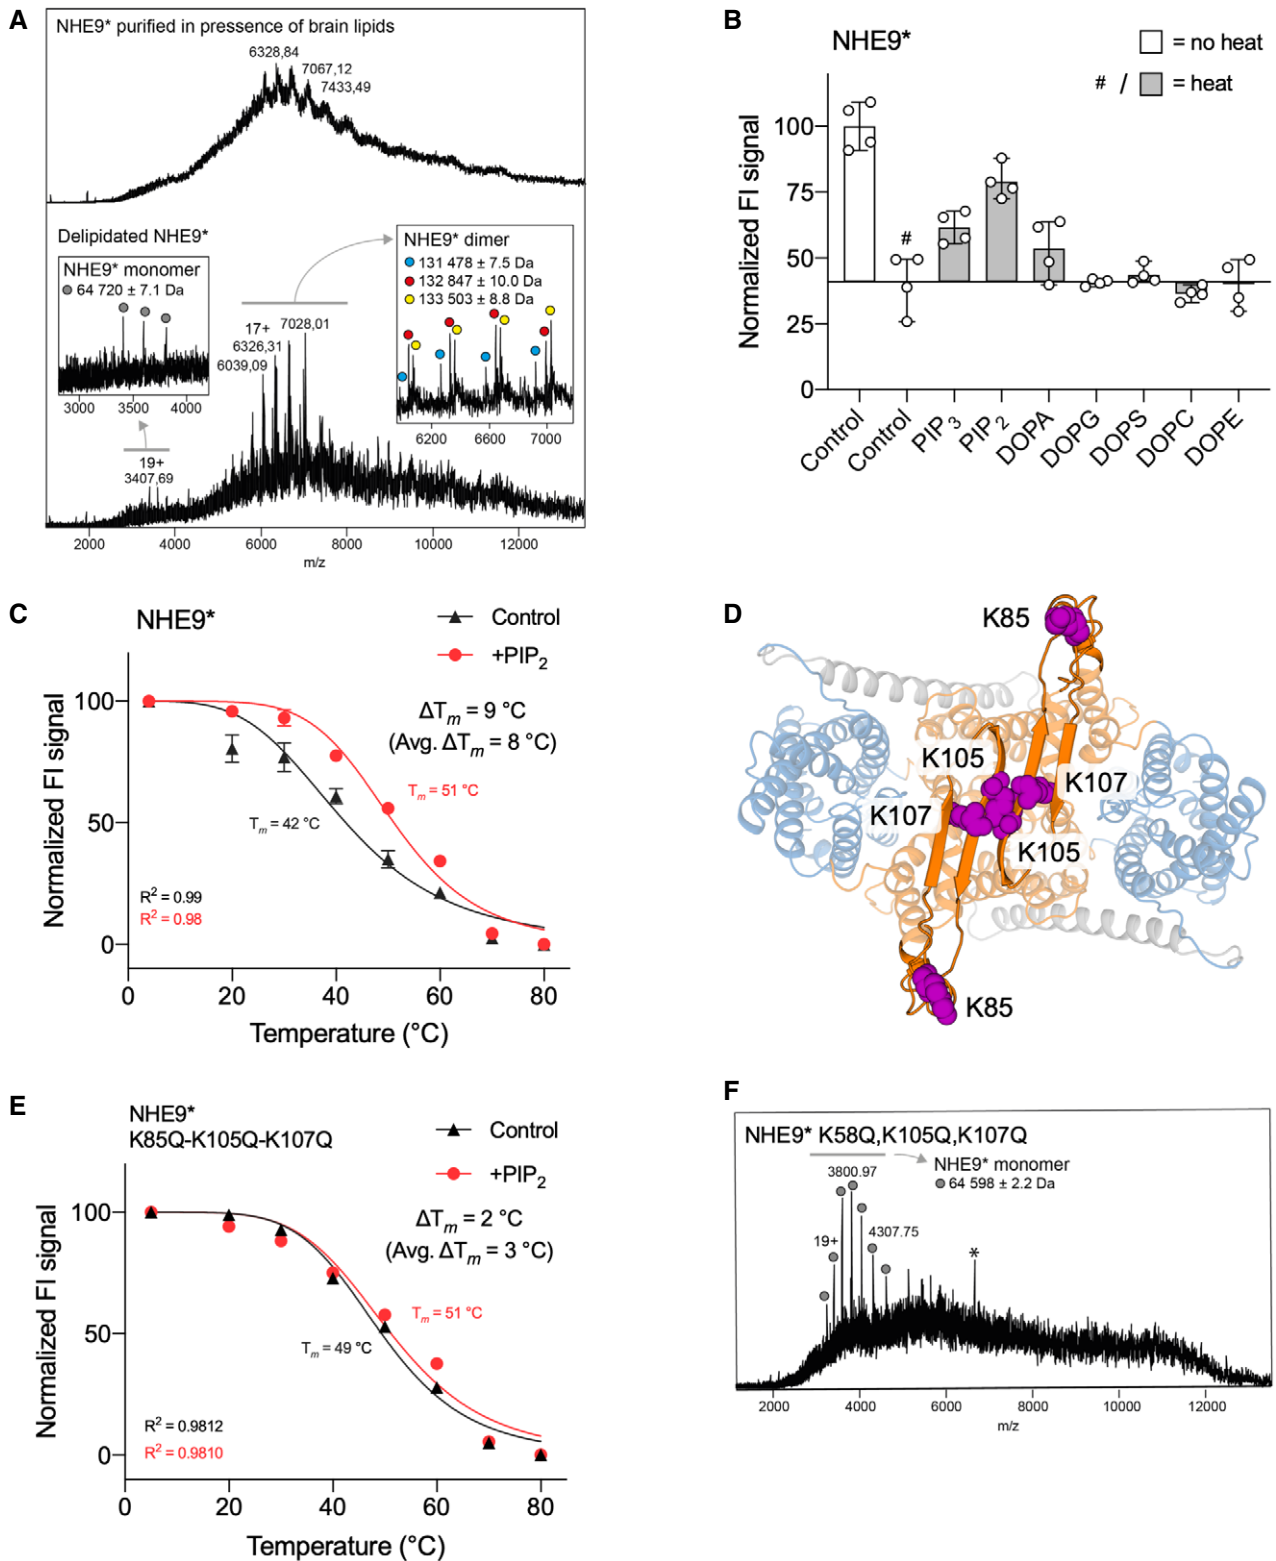 A
NHE9* purified in presence of brain lipids
6328,84
7067,12
7433,49
Delipidated NHE9*
NHE9* monomer
64 720 ± 7.1 Da
3000 3500 4000
19+
3407,69
17+
6326,31
6039,09
7028,01
NHE9* dimer
131 478 ± 7.5 Da
132 847 ± 10.0 Da
133 503 ± 8.8 Da
6200 6600 7000
2000 4000 6000 8000 10000 12000
m/z
B
NHE9*
= no heat
# / = heat
Normalized FI signal
100
75
50
25
0
#
Control Control PIP3 PIP2 DOPA DOPG DOPS DOPC DOPE
C
NHE9*
Control
+PIP2
ΔTm = 9 °C
(Avg. ΔTm = 8 °C)
Tm = 51 °C
Tm = 42 °C
R2 = 0.99
R2 = 0.98
Normalized FI signal
100
50
0
0 20 40 60 80
Temperature (°C)
D
K85
K105
K107
K107
K105
K85
E
NHE9*
K85Q-K105Q-K107Q
Control
+PIP2
ΔTm = 2 °C
(Avg. ΔTm = 3 °C)
Tm = 51 °C
Tm = 49 °C
R2 = 0.9812
R2 = 0.9810
Normalized FI signal
100
50
0
0 20 40 60 80
Temperature (°C)
F
NHE9* K58Q,K105Q,K107Q
NHE9* monomer
64 598 ± 2.2 Da
3800.97
19+
4307.75
*
2000 4000 6000 8000 10000 12000
m/z